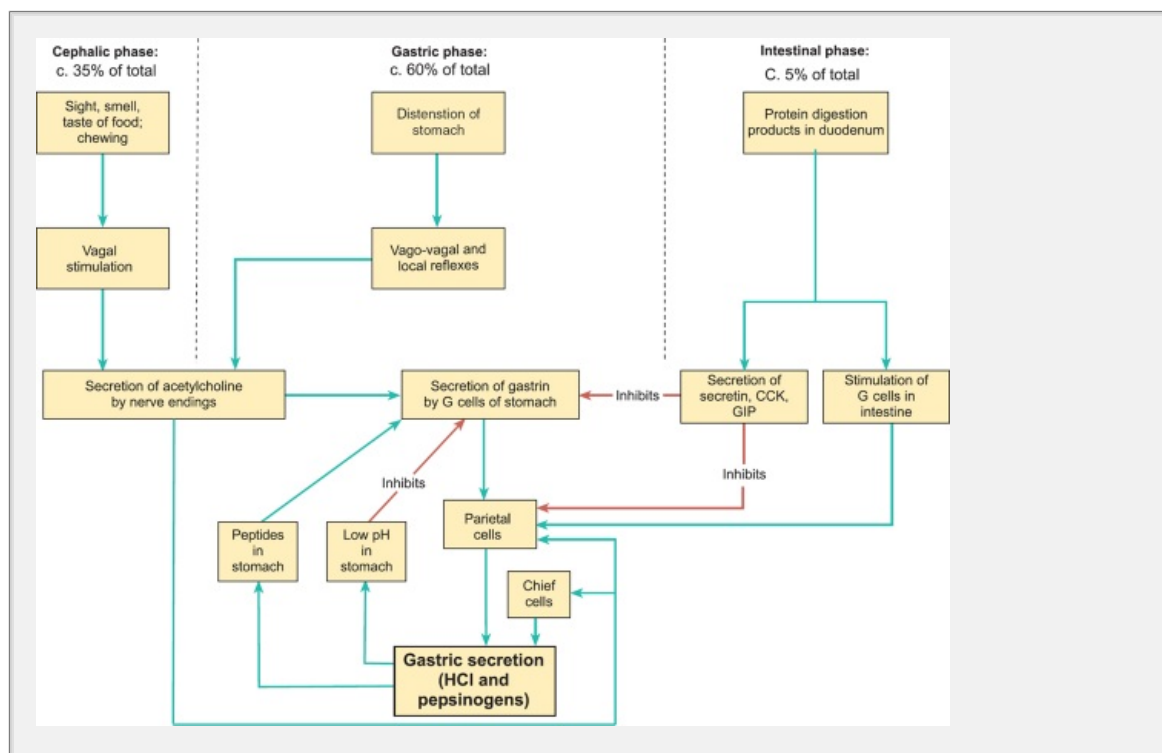 Cephalic phase:
c. 35% of total
Gastric phase:
c. 60% of total
Intestinal phase:
C. 5% of total
Sight, smell,
taste of food;
chewing
Distenstion of
stomach
Protein digestion
products in duodenum
Vagal
stimulation
Vago-vagal and
local reflexes
Secretion of acetylcholine
by nerve endings
Secretion of gastrin
by G cells of stomach
Inhibits
Secretion of
secretin, CCK,
GIP
Stimulation of
G cells in
intestine
Inhibits
Inhibits
Peptides
in
stomach
Low pH
in
stomach
Parietal
cells
Chief
cells
Gastric secretion
(HCl and
pepsinogens)